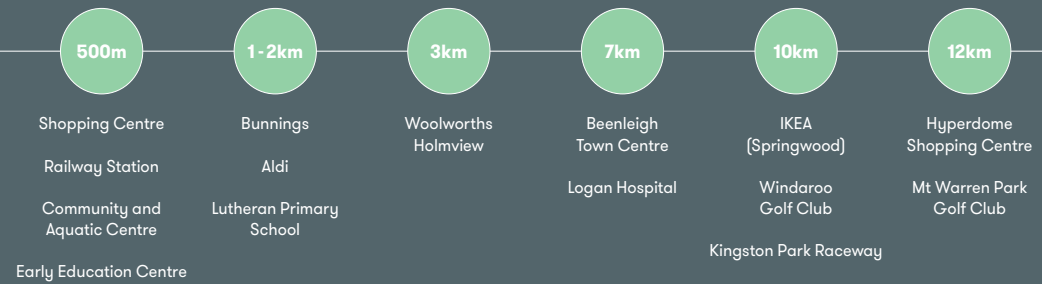 500m
Shopping Centre
Railway Station
Community and
Aquatic Centre
Early Education Centre
1-2km
Bunnings
Aldi
Lutheran Primary
School
3km
Woolworths
Holmview
7km
Beenleigh
Town Centre
Logan Hospital
10km
IKEA
(Springwood)
Windaroo
Golf Club
Kingston Park Raceway
12km
Hyperdome
Shopping Centre
Mt Warren Park
Golf Club